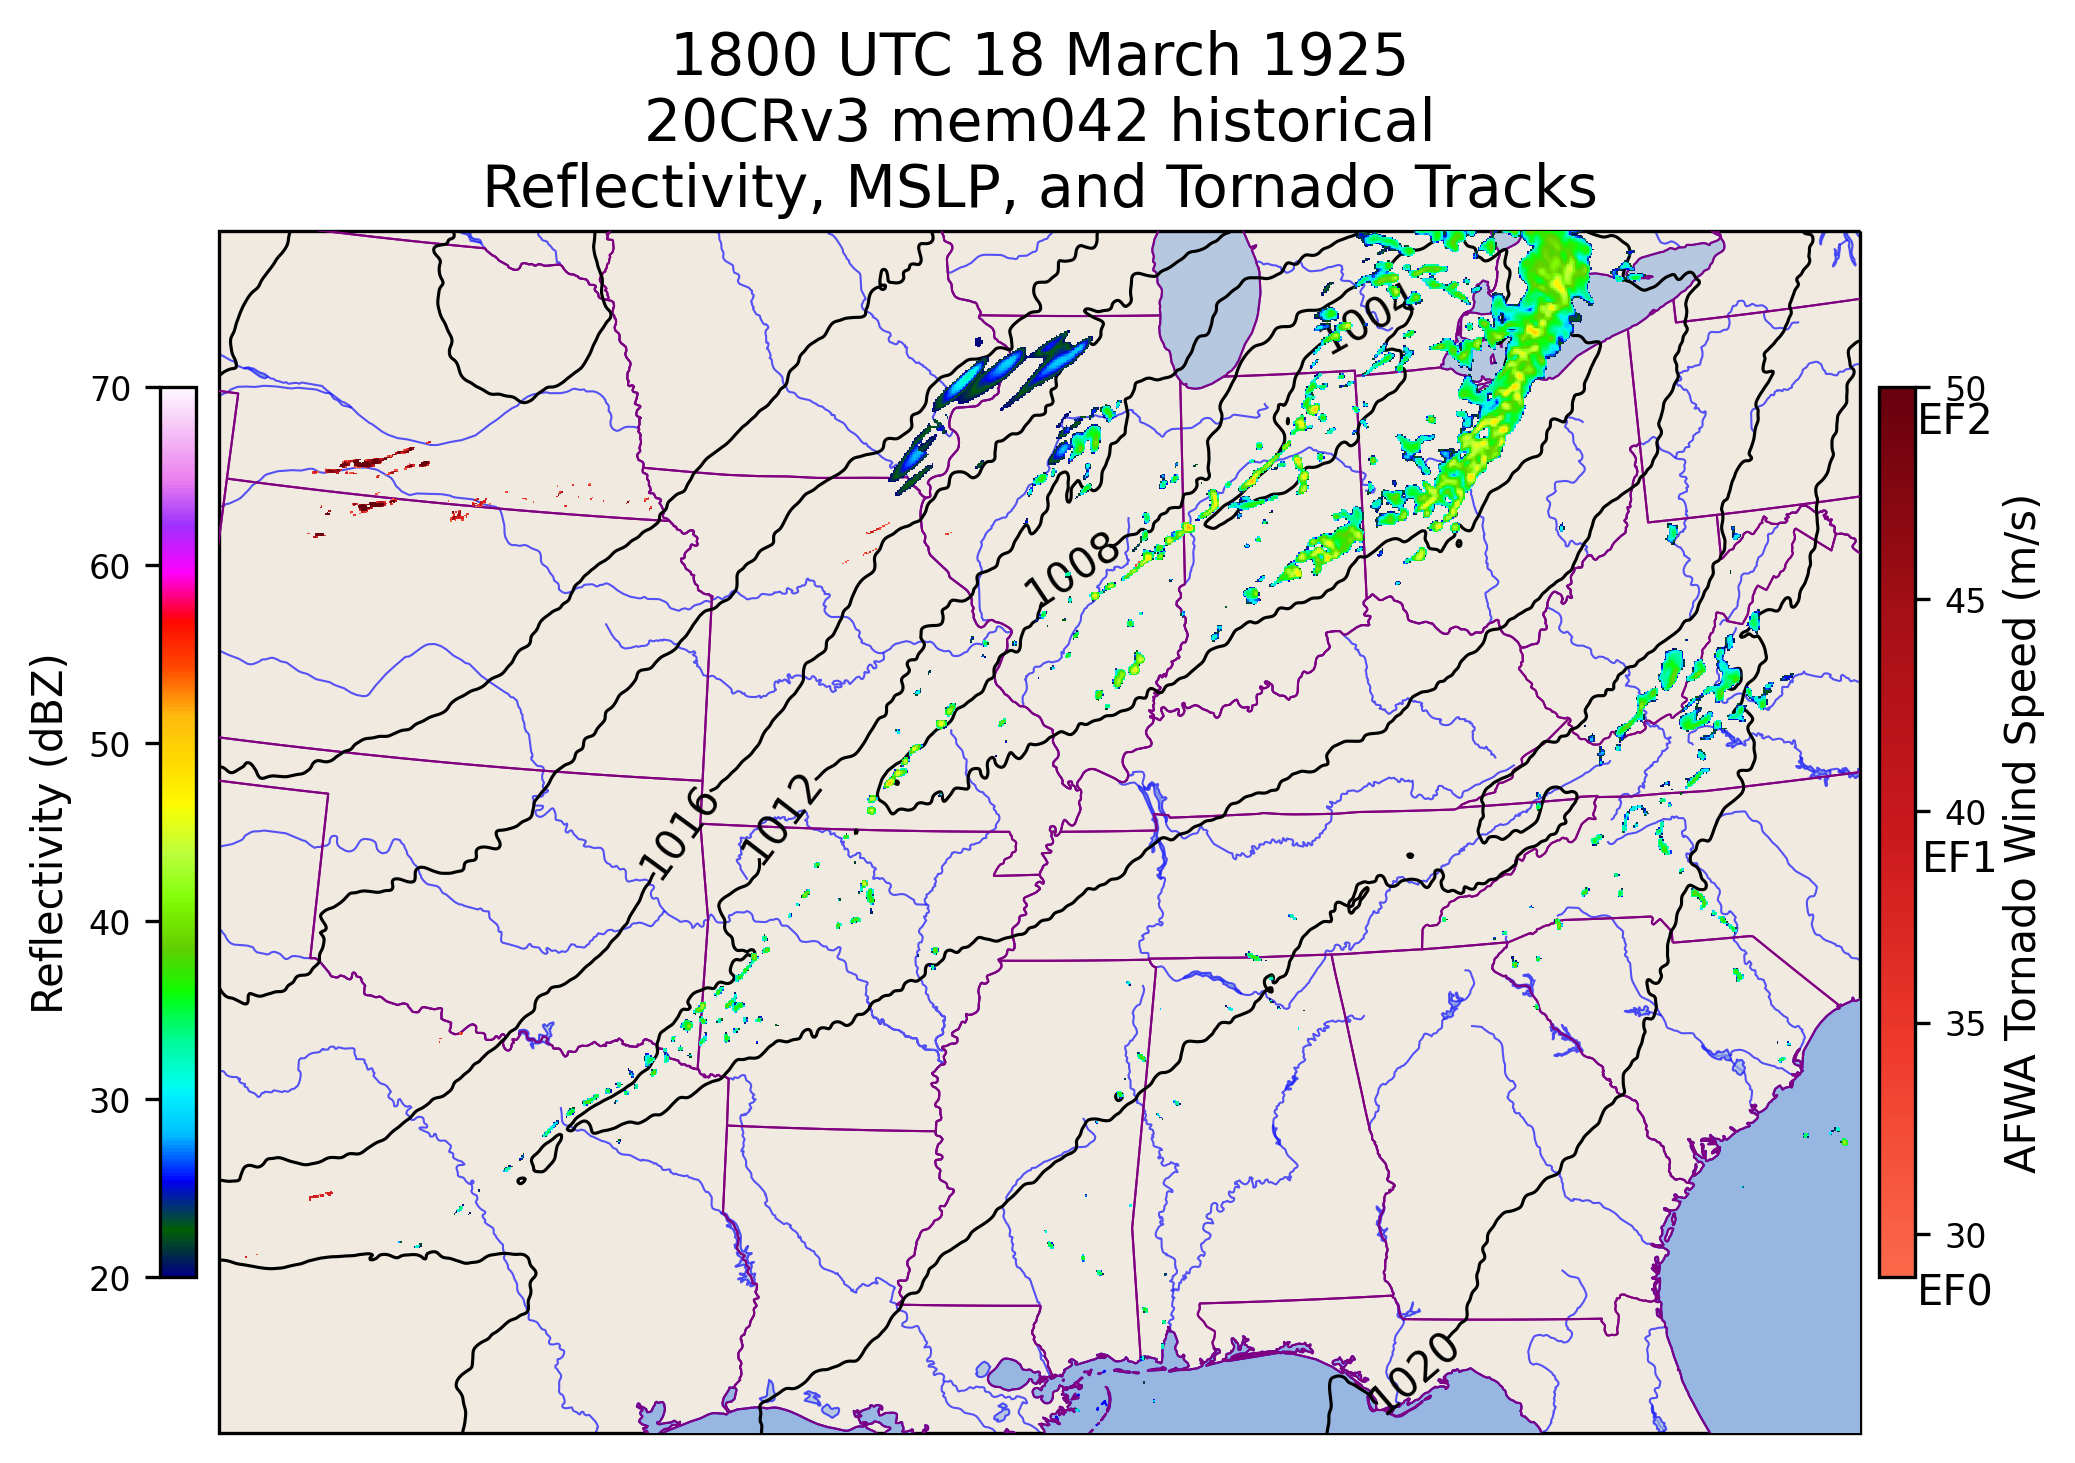 1800 UTC 18 March 1925
20CRv3 mem042 historical
Reflectivity, MSLP, and Tornado Tracks
70
60
50
40
30
20
Reflectivity (dBZ)
1004
1008
1016
1012
1020
50
EF2
45
40
EF1
35
30
EF0
AFWA Tornado Wind Speed (m/s)